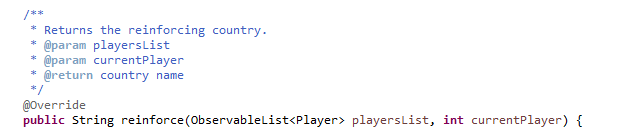 /**
 * Returns the reinforcing country.
 * @param playersList
 * @param currentPlayer
 * @return country name
 */
@Override
public String reinforce(ObservableList<Player> playersList, int currentPlayer) {